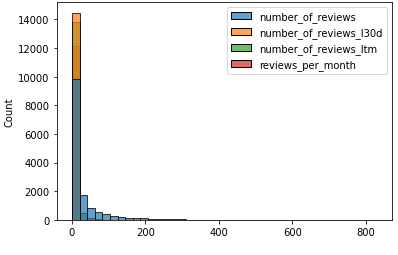 number_of_reviews
number_of_reviews_l30d
number_of_reviews_ltm
reviews_per_month
Count
14000
12000
10000
8000
6000
4000
2000
0
0
200
400
600
800